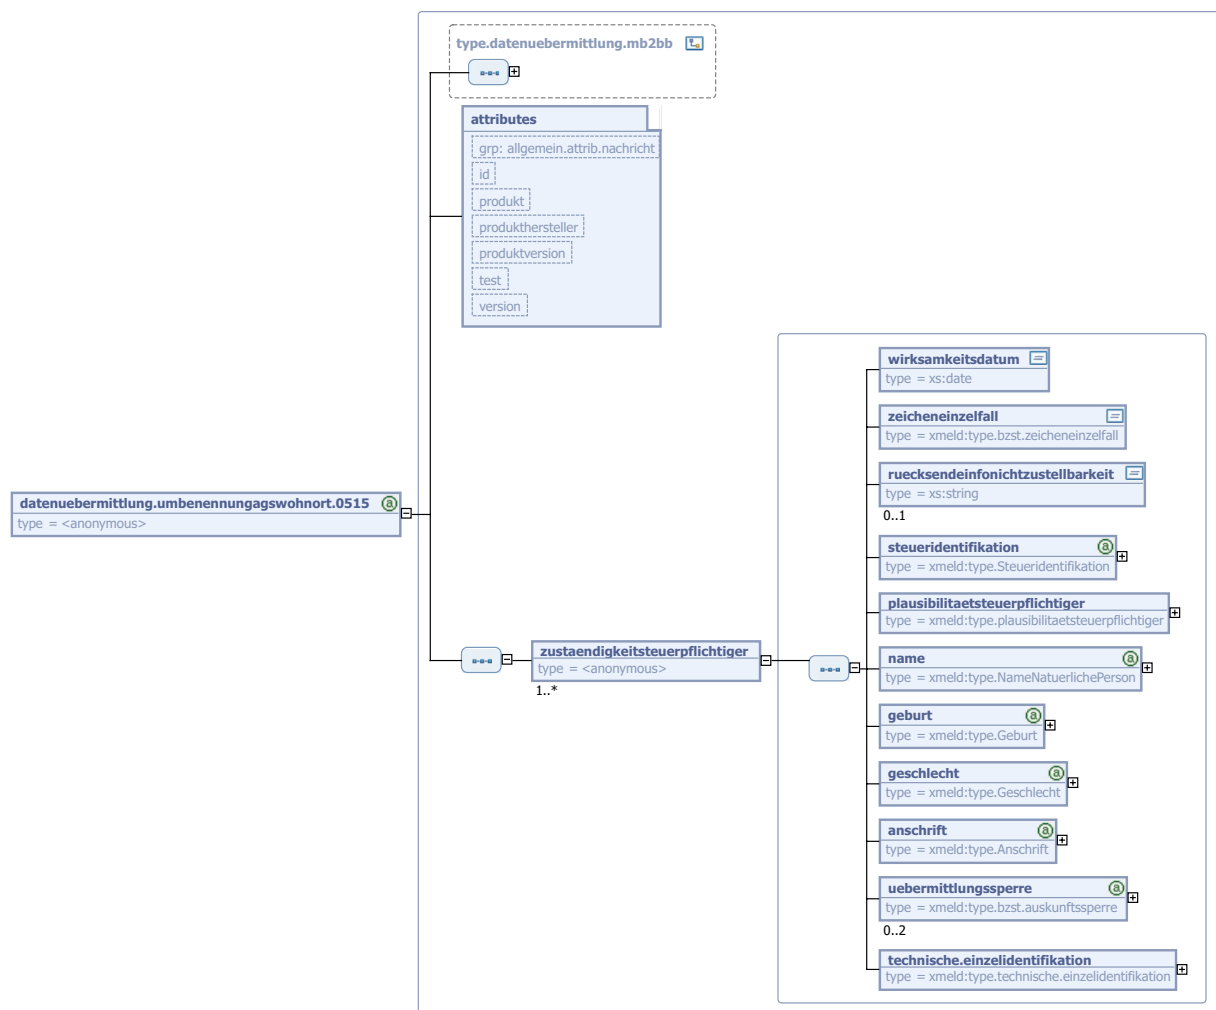 type.datenuebermittlung.mb2bb
attributes
grp: allgemein.attrib.nachricht
id
produkt
produkthersteller
produktversion
test
version
datenuebermittlung.umbenennungagswohnort.0515
type = <anonymous>
zustaendigkeitsteuerpflichtiger
type = <anonymous>
1..*
wirksamkeitsdatum
type = xs:date
zeicheneinzelfall
type = xmeld:type.bzst.zeicheneinzelfall
ruecksendeinfonichtzustellbarkeit
type = xs:string
0..1
steueridentifikation
type = xmeld:type.Steueridentifikation
plausibilitaetsteuerpflichtiger
type = xmeld:type.plausibilitaetsteuerpflichtiger
name
type = xmeld:type.NameNatuerlichePerson
geburt
type = xmeld:type.Geburt
geschlecht
type = xmeld:type.Geschlecht
anschrift
type = xmeld:type.Anschrift
uebermittlungssperre
type = xmeld:type.bzst.auskunftssperre
0..2
technische.einzelidentifikation
type = xmeld:type.technische.einzelidentifikation